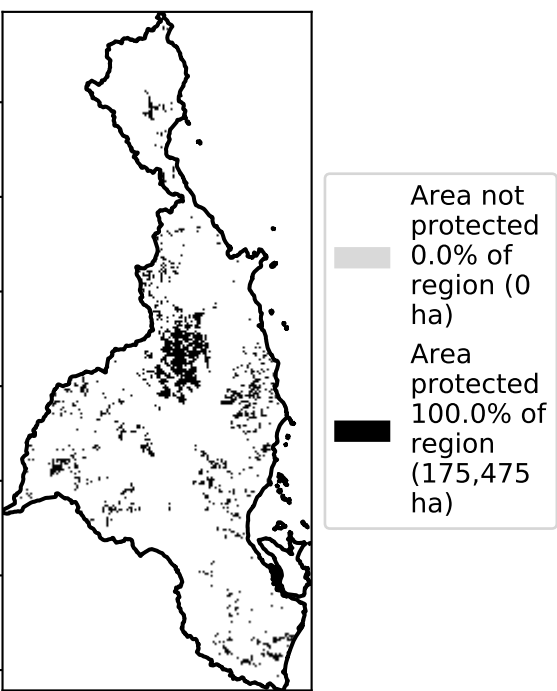 Area not
protected
0.0% of
region (0
ha)
Area
protected
100.0% of
region
(175,475
ha)